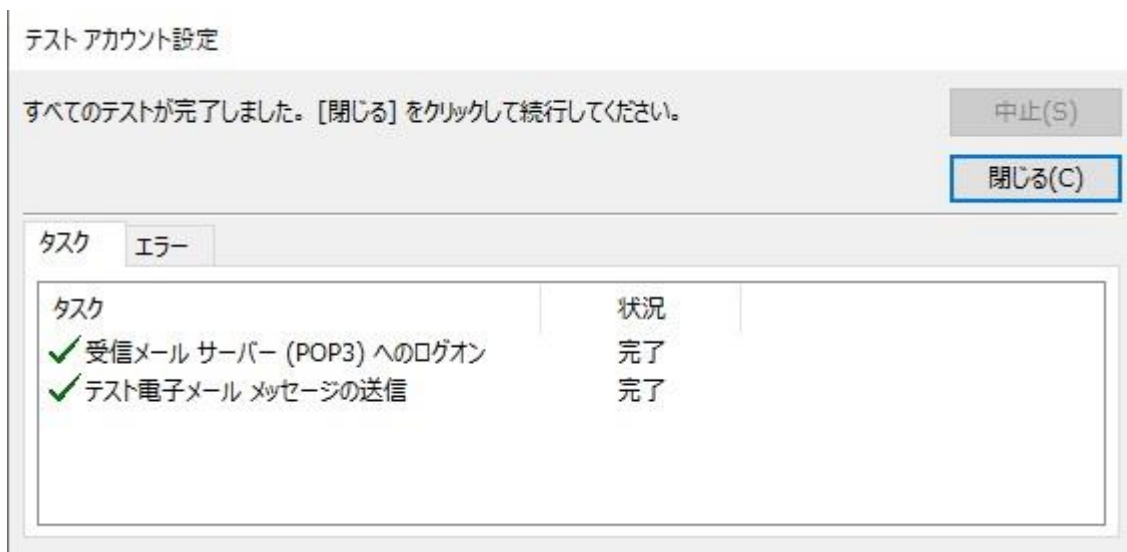 テスト アカウント設定
すべてのテストが完了しました。[閉じる] をクリックして続行してください。
中止(S)
閉じる(C)
タスク エラー
タスク 状況
受信メール サーバー (POP3) へのログオン 完了
テスト電子メール メッセージの送信 完了